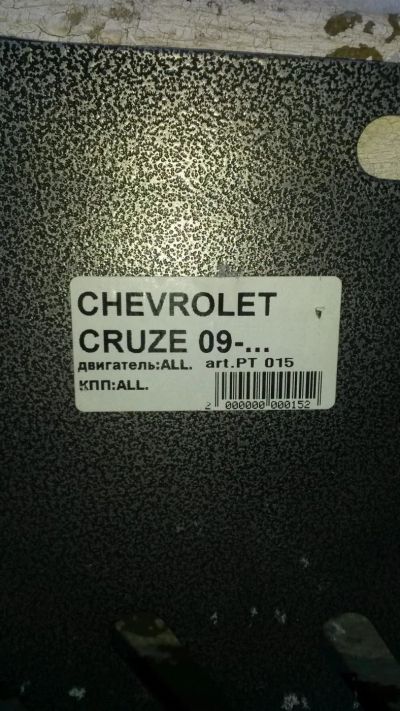 CHEVROLET
CRUZE 09-...
двигатель:ALL. art.PT 015
КПП:ALL.
2 000000 000152